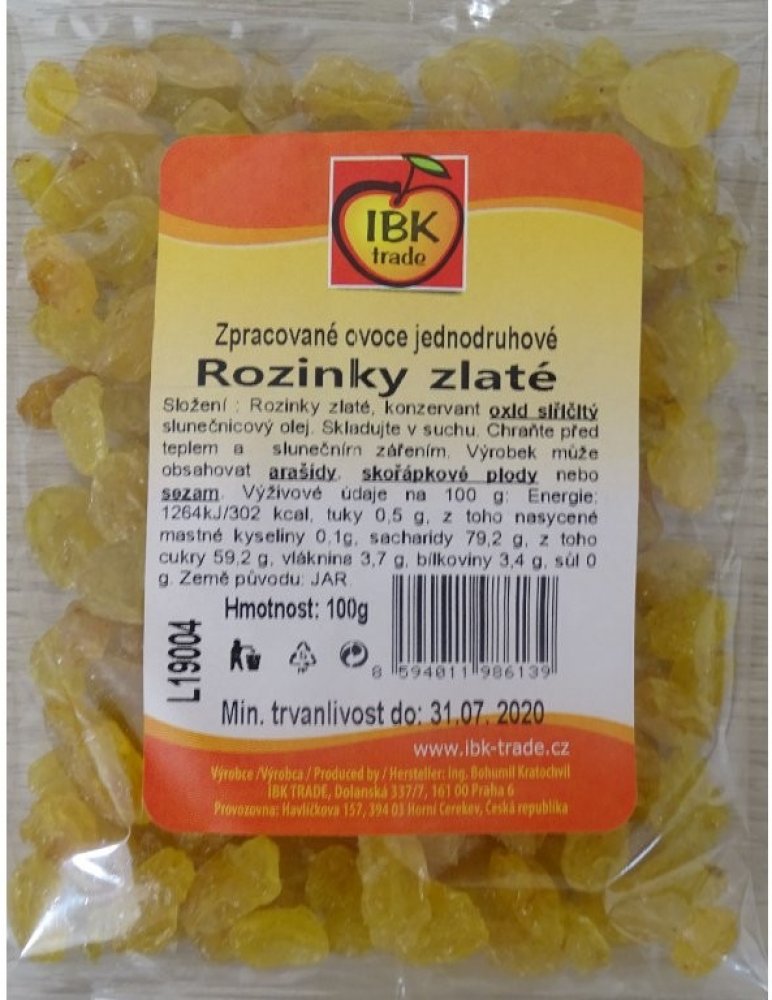 IBK
trade
Zpracované ovoce jednodruhové
Rozinky zlaté
Složení : Rozinky zlaté, konzervant oxid siřičitý
slunečnicový olej. Skladujte v suchu. Chraňte před
teplem a slunečním zářením. Výrobek může
obsahovat arašídy, skořápkové plody nebo
sezam. Výživové údaje na 100 g: Energie:
1264kJ/302 kcal, tuky 0,5 g, z toho nasycené
mastné kyseliny 0,1g, sacharidy 79,2 g, z toho
cukry 59,2 g, vláknina 3,7 g, bílkoviny 3,4 g, sůl 0
g. Země původu: JAR
Hmotnost: 100g
L19004
8 594011 986139
Min. trvanlivost do: 31.07. 2020
www.ibk-trade.cz
Výrobce /Výrobca / Produced by / Hersteller: Ing. Bohumil Kratochvíl
IBK TRADE, Dolanská 337/7, 161 00 Praha 6
Provozovna: Havlíčkova 157, 394 03 Horní Cerekev, Česká republika